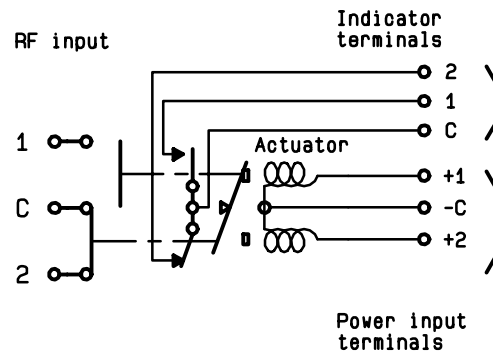 Indicator
terminals
RF input
2
1
C
Actuator
1
C
2
+1
-C
+2
Power input
terminals